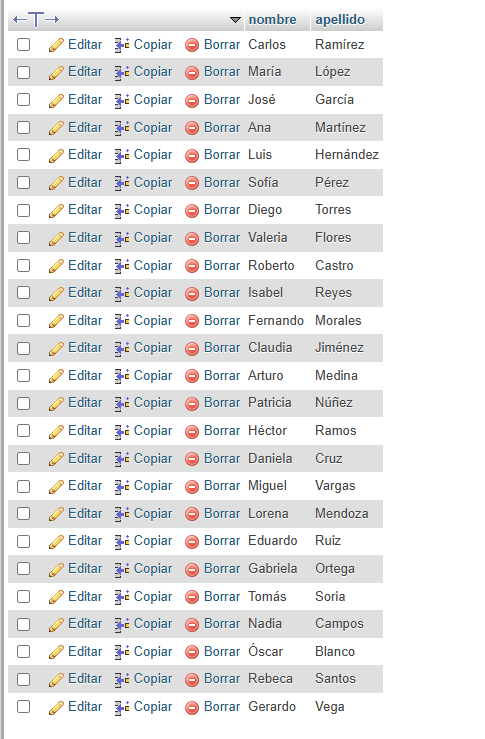 nombre apellido
Editar Copiar Borrar Carlos Ramírez
Editar Copiar Borrar María López
Editar Copiar Borrar José García
Editar Copiar Borrar Ana Martínez
Editar Copiar Borrar Luis Hernández
Editar Copiar Borrar Sofía Pérez
Editar Copiar Borrar Diego Torres
Editar Copiar Borrar Valeria Flores
Editar Copiar Borrar Roberto Castro
Editar Copiar Borrar Isabel Reyes
Editar Copiar Borrar Fernando Morales
Editar Copiar Borrar Claudia Jiménez
Editar Copiar Borrar Arturo Medina
Editar Copiar Borrar Patricia Núñez
Editar Copiar Borrar Héctor Ramos
Editar Copiar Borrar Daniela Cruz
Editar Copiar Borrar Miguel Vargas
Editar Copiar Borrar Lorena Mendoza
Editar Copiar Borrar Eduardo Ruiz
Editar Copiar Borrar Gabriela Ortega
Editar Copiar Borrar Tomás Soria
Editar Copiar Borrar Nadia Campos
Editar Copiar Borrar Óscar Blanco
Editar Copiar Borrar Rebeca Santos
Editar Copiar Borrar Gerardo Vega